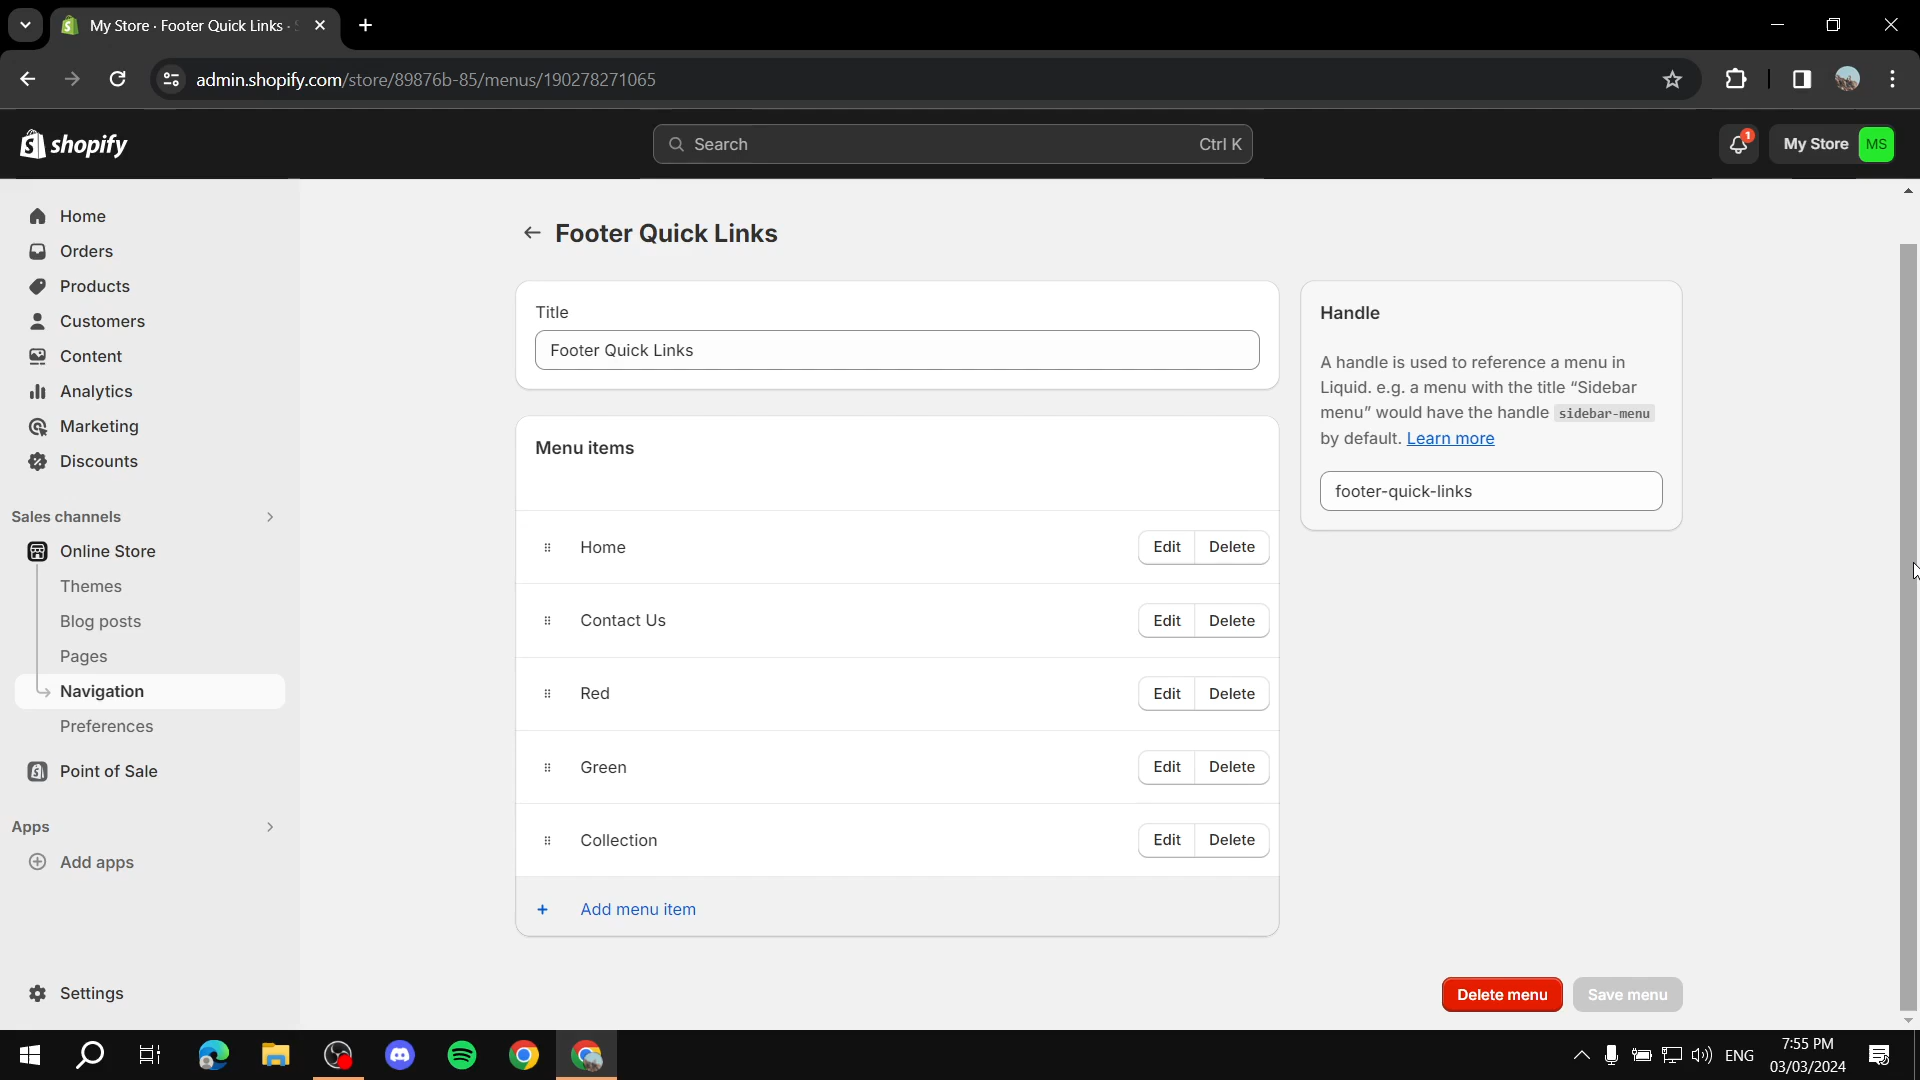 My Store · Footer Quick Links ·
admin.shopify.com/store/89876b-85/menus/190278271065
shopify
Search
Ctrl K
1
My Store
MS
Home
Orders
Products
Customers
Content
Analytics
Marketing
Discounts
Sales channels
Online Store
Themes
Blog posts
Pages
Navigation
Preferences
Point of Sale
Apps
Add apps
Settings
Footer Quick Links
Title
Footer Quick Links
Menu items
Home
Edit
Delete
Contact Us
Edit
Delete
Red
Edit
Delete
Green
Edit
Delete
Collection
Edit
Delete
+ Add menu item
Handle
A handle is used to reference a menu in
Liquid. e.g. a menu with the title “Sidebar
menu” would have the handle sidebar-menu
by default. Learn more
footer-quick-links
Delete menu
Save menu
ENG
7:55 PM
03/03/2024